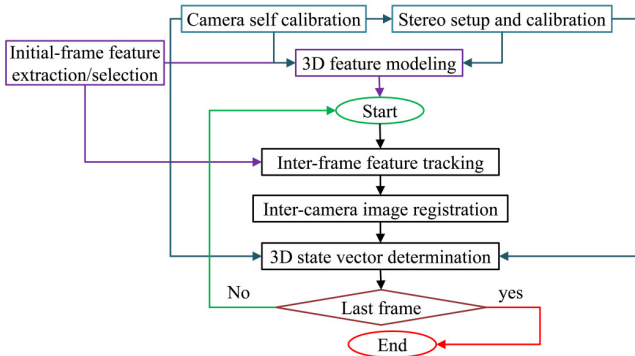 Camera self calibration
Stereo setup and calibration
Initial-frame feature
extraction/selection
3D feature modeling
Start
Inter-frame feature tracking
Inter-camera image registration
3D state vector determination
No
Last frame
yes
End